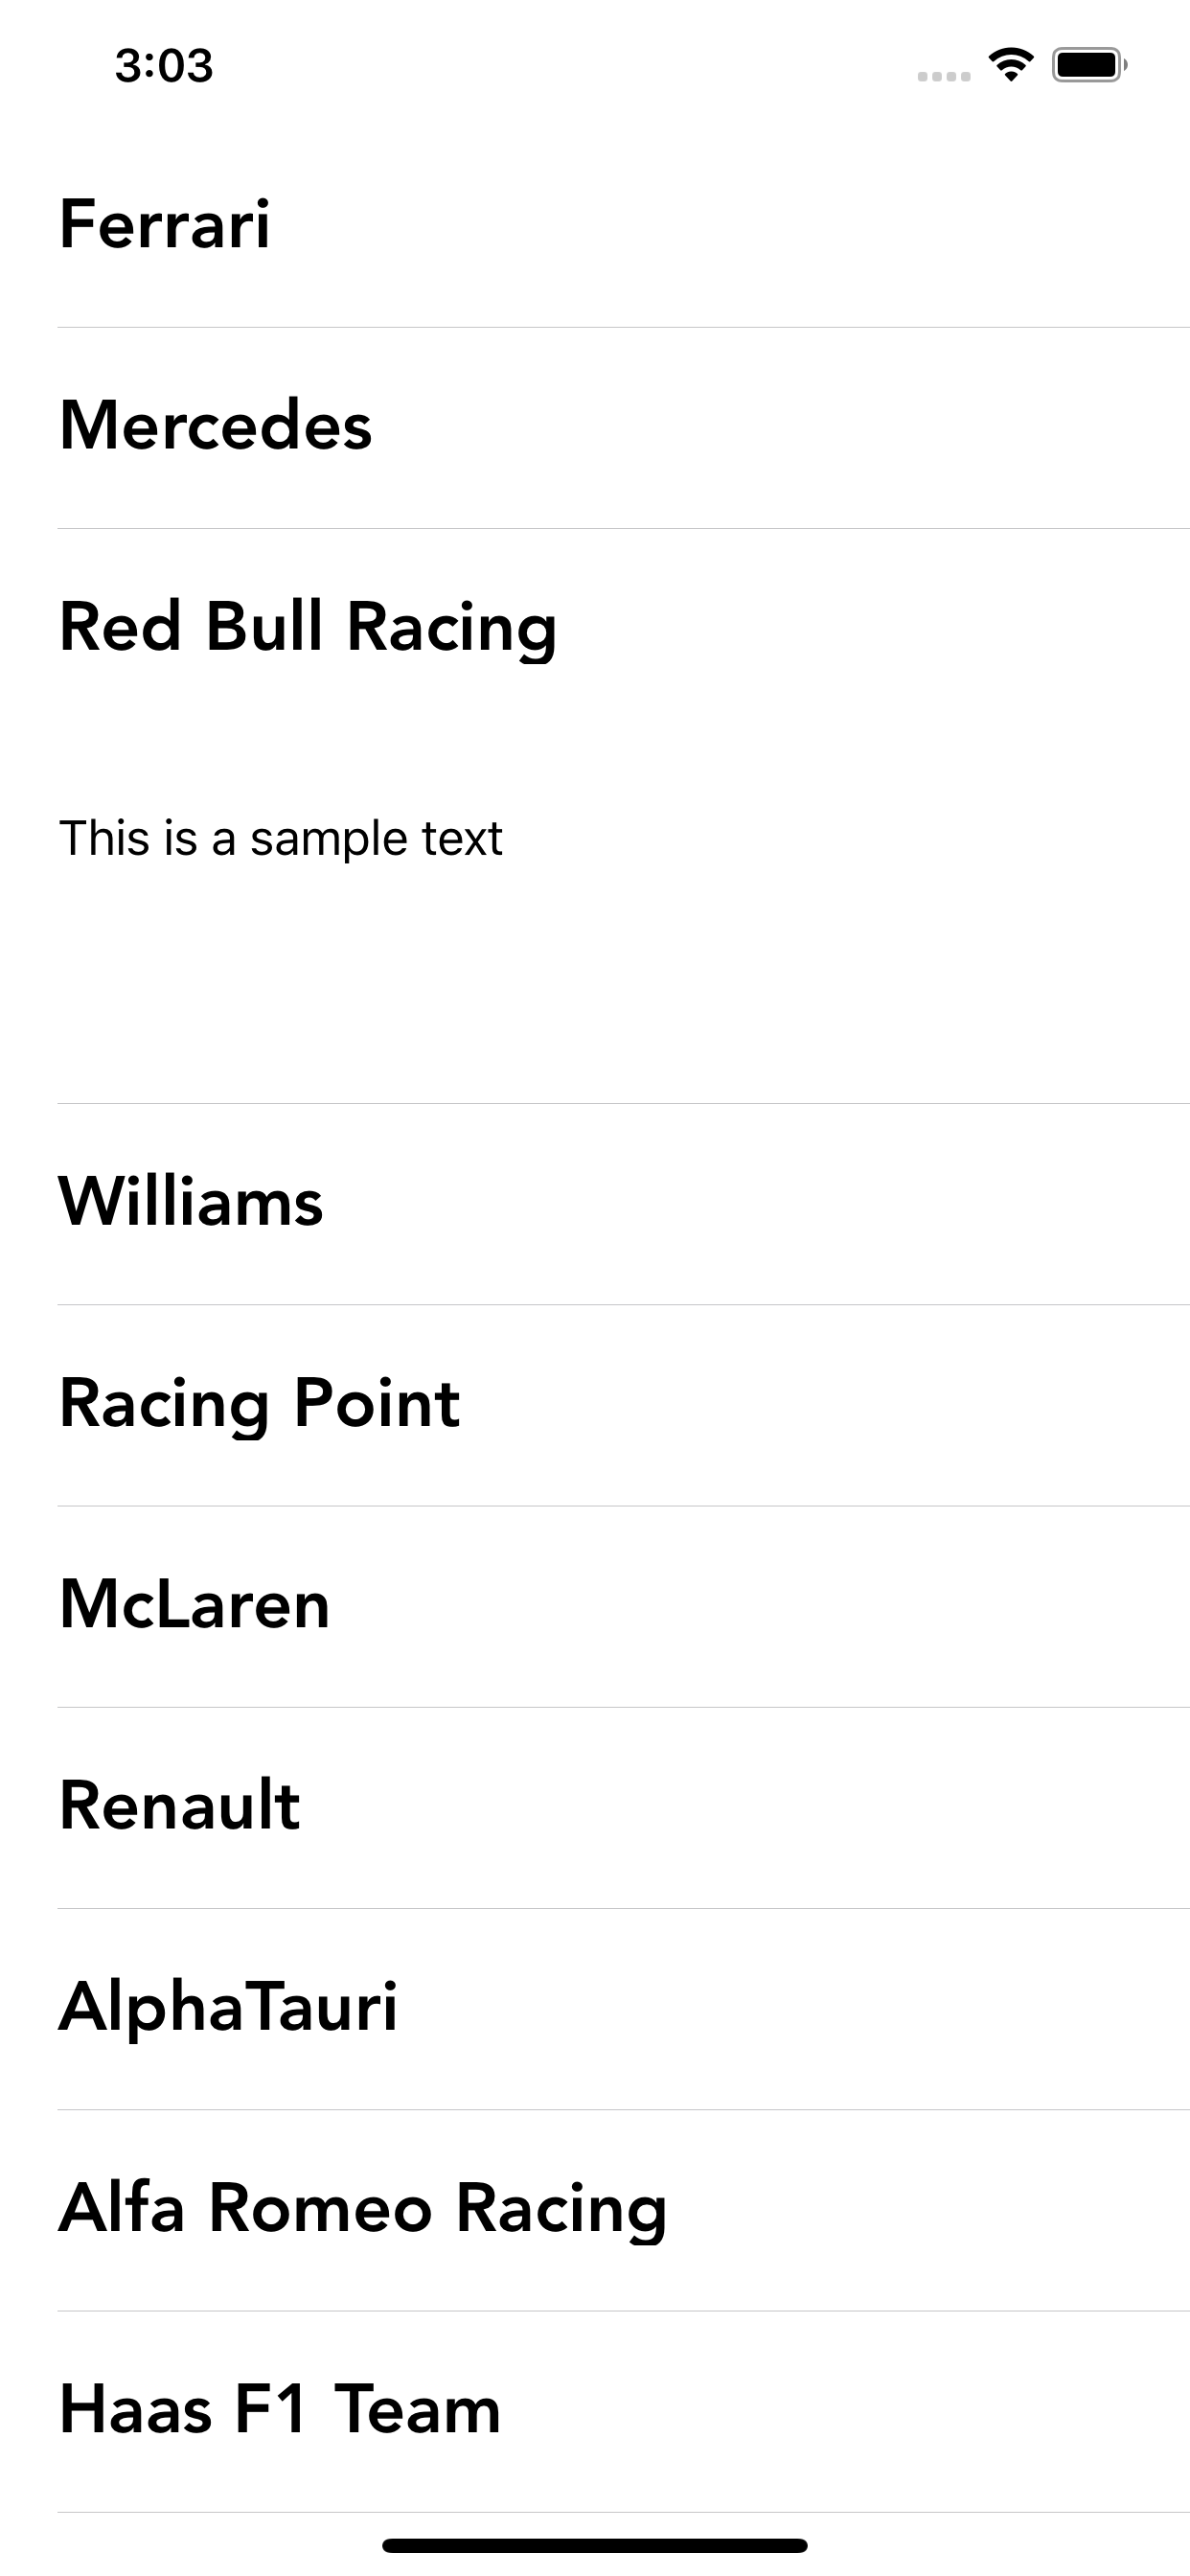 3:03
Ferrari
Mercedes
Red Bull Racing
This is a sample text
Williams
Racing Point
McLaren
Renault
AlphaTauri
Alfa Romeo Racing
Haas F1 Team